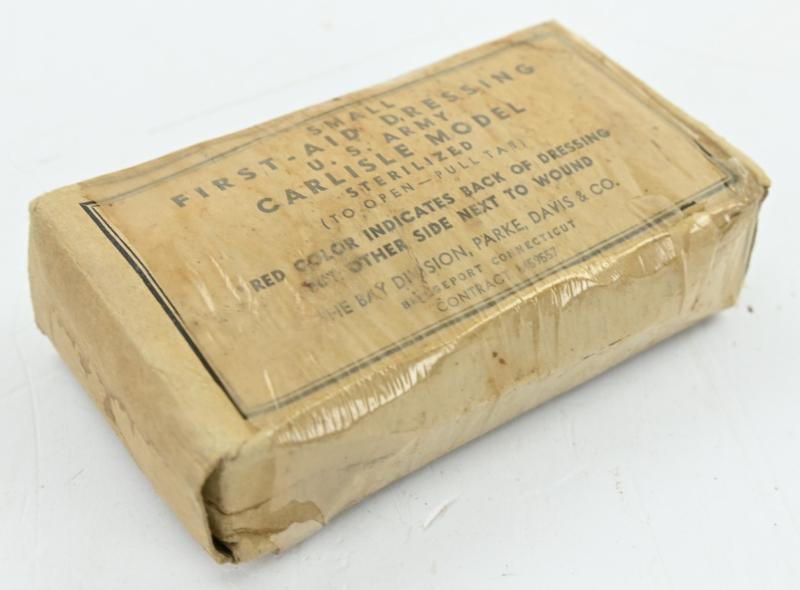 SMALL
FIRST-AID DRESSING
U. S. ARMY
CARLISLE MODEL
STERILIZED
(TO OPEN—PULL TAB)
RED COLOR INDICATES BACK OF DRESSING
PUT OTHER SIDE NEXT TO WOUND
THE BAY DIVISION, PARKE, DAVIS & CO.
BRIDGEPORT CONNECTICUT
CONTRACT